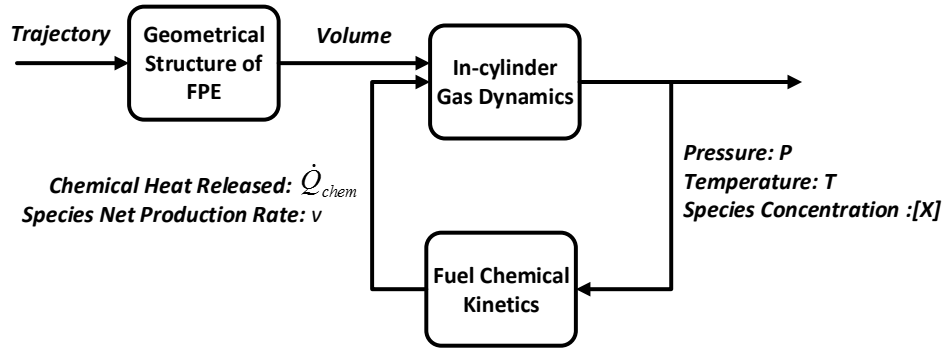 Trajectory
Geometrical
Structure of
FPE
Volume
In-cylinder
Gas Dynamics
Pressure: P
Temperature: T
Species Concentration :[X]
Chemical Heat Released: Q̇chem
Species Net Production Rate: v
Fuel Chemical
Kinetics